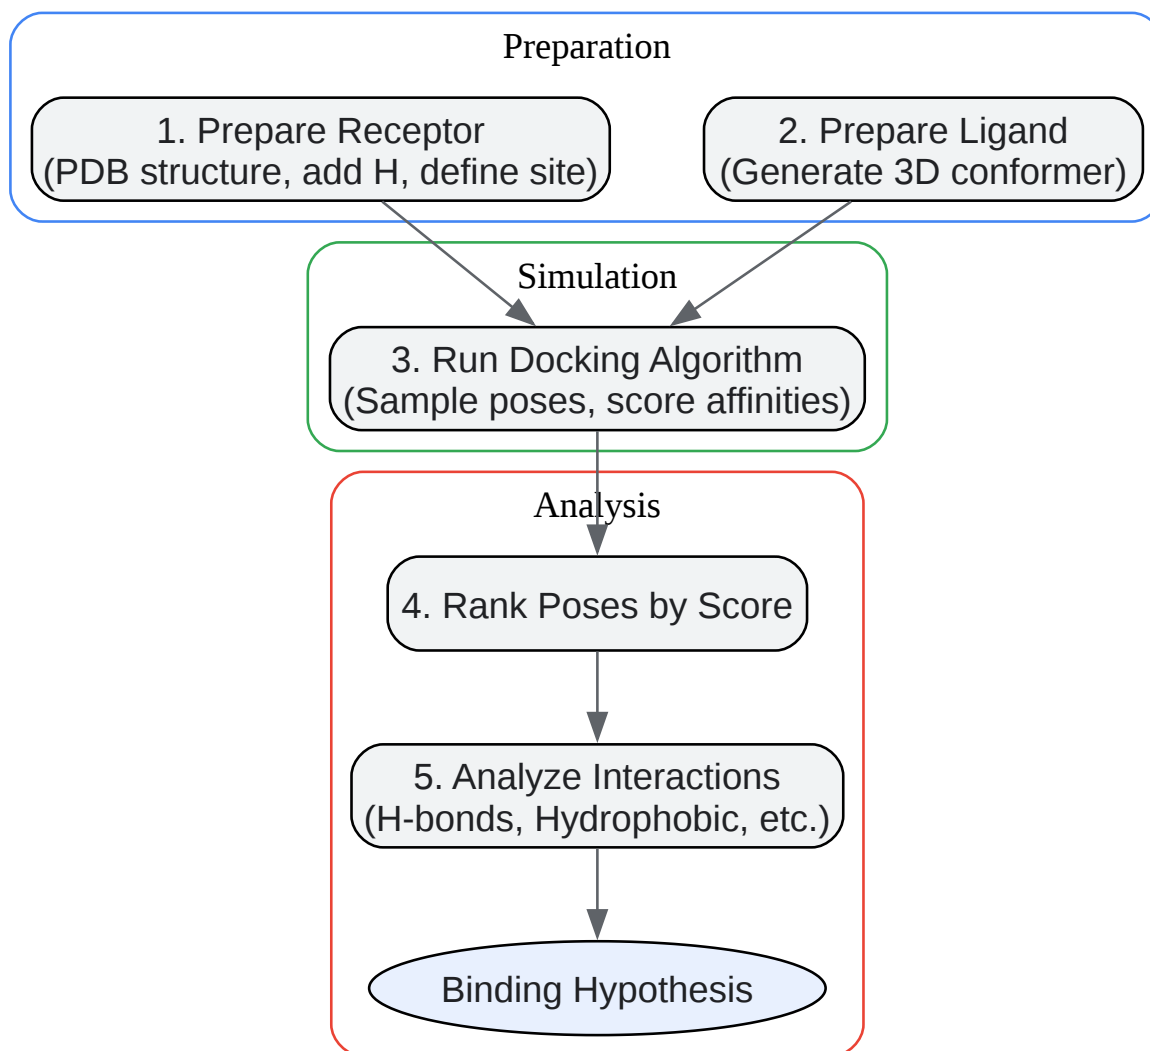 Preparation
1. Prepare Receptor
(PDB structure, add H, define site)
2. Prepare Ligand
(Generate 3D conformer)
Simulation
3. Run Docking Algorithm
(Sample poses, score affinities)
Analysis
4. Rank Poses by Score
5. Analyze Interactions
(H-bonds, Hydrophobic, etc.)
Binding Hypothesis